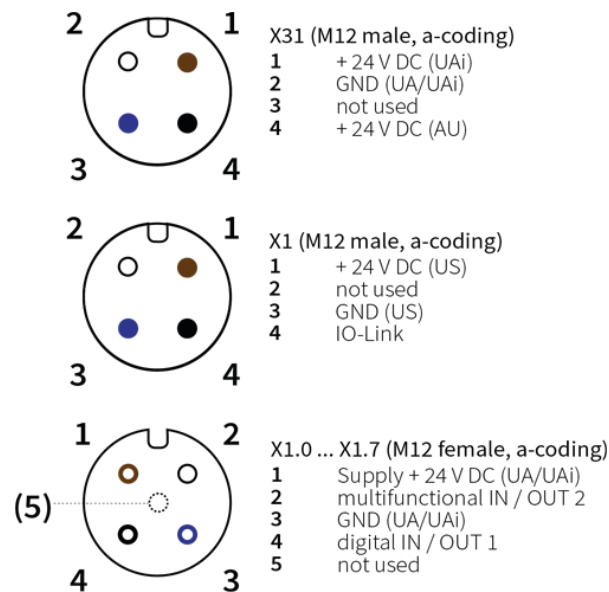 2 1
3 4
X31 (M12 male, a-coding)
1 + 24 V DC (UAi)
2 GND (UA/UAi)
3 not used
4 + 24 V DC (AU)
2 1
3 4
X1 (M12 male, a-coding)
1 + 24 V DC (US)
2 not used
3 GND (US)
4 IO-Link
1 2
(5)
4 3
X1.0 ... X1.7 (M12 female, a-coding)
1 Supply + 24 V DC (UA/UAi)
2 multifunctional IN / OUT 2
3 GND (UA/UAi)
4 digital IN / OUT 1
5 not used